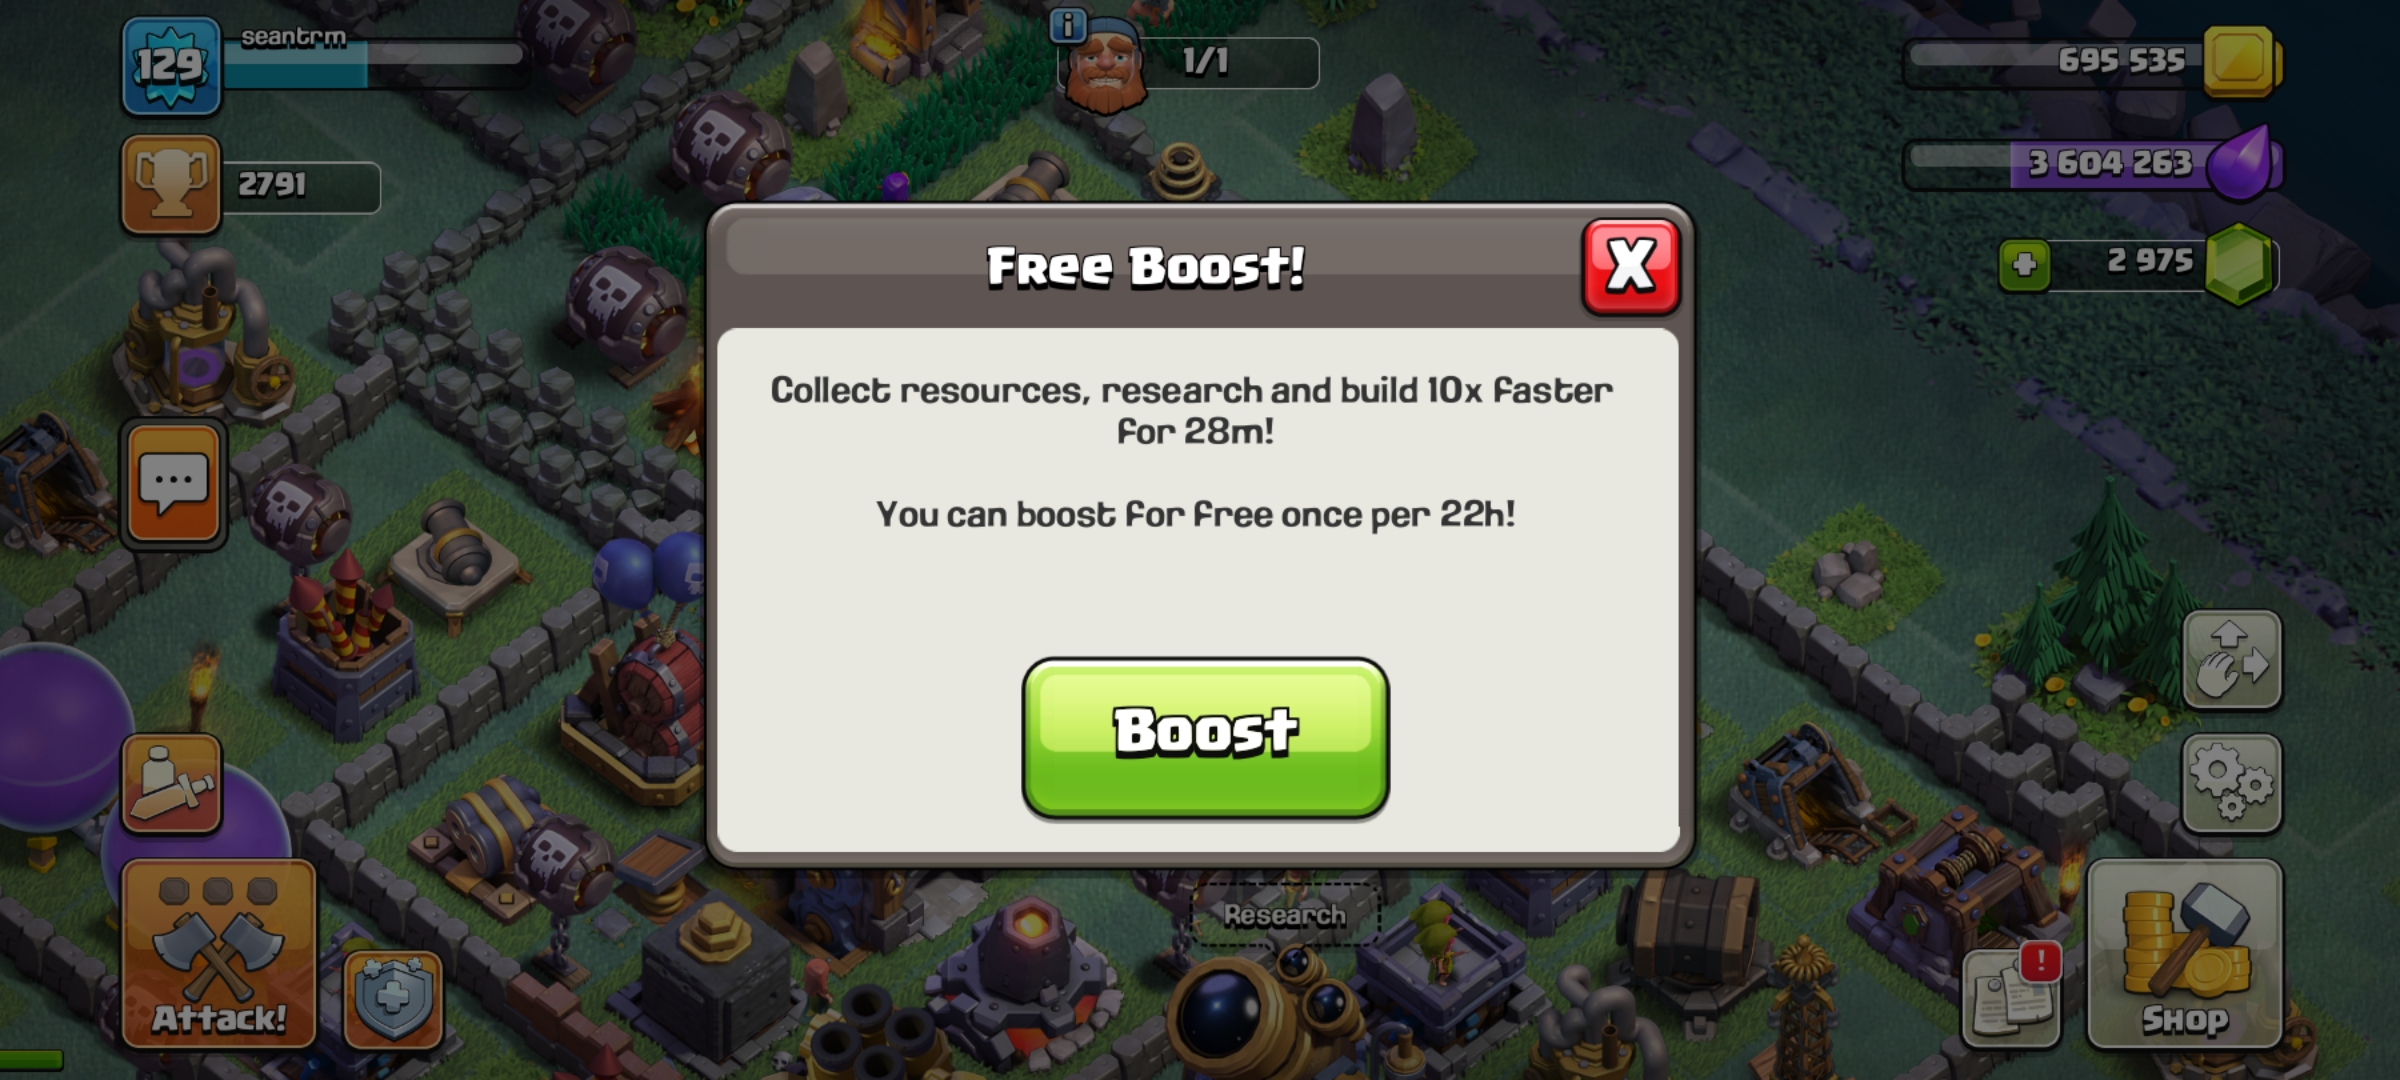 129
seantrm
1/1
695 535
2791
3 604 263
2 975
Free Boost!
X
Collect resources, research and build 10x faster
for 28m!
You can boost for free once per 22h!
Boost
Research
Attack!
Shop